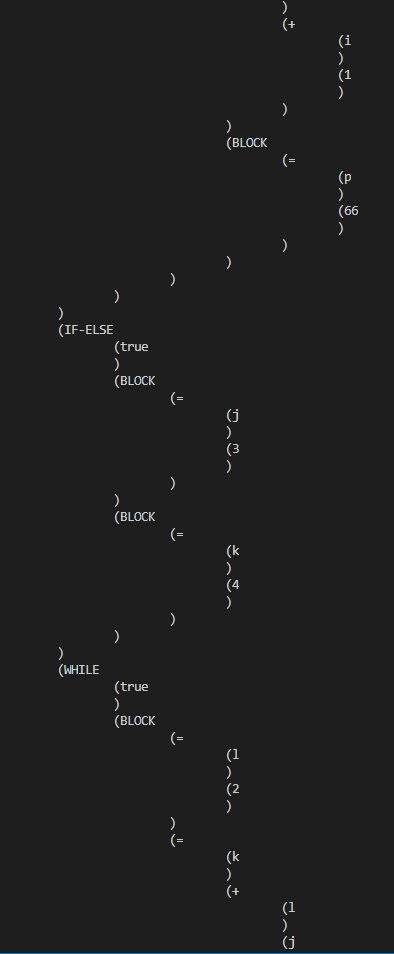 )
(+
(i
)
(1
)
)
)
(BLOCK
(=
(p
)
(66
)
)
)
)
)
)
(IF-ELSE
(true
)
(BLOCK
(=
(j
)
(3
)
)
)
(BLOCK
(=
(k
)
(4
)
)
)
)
(WHILE
(true
)
(BLOCK
(=
(l
)
(2
)
)
(=
(k
)
(+
(l
)
(j